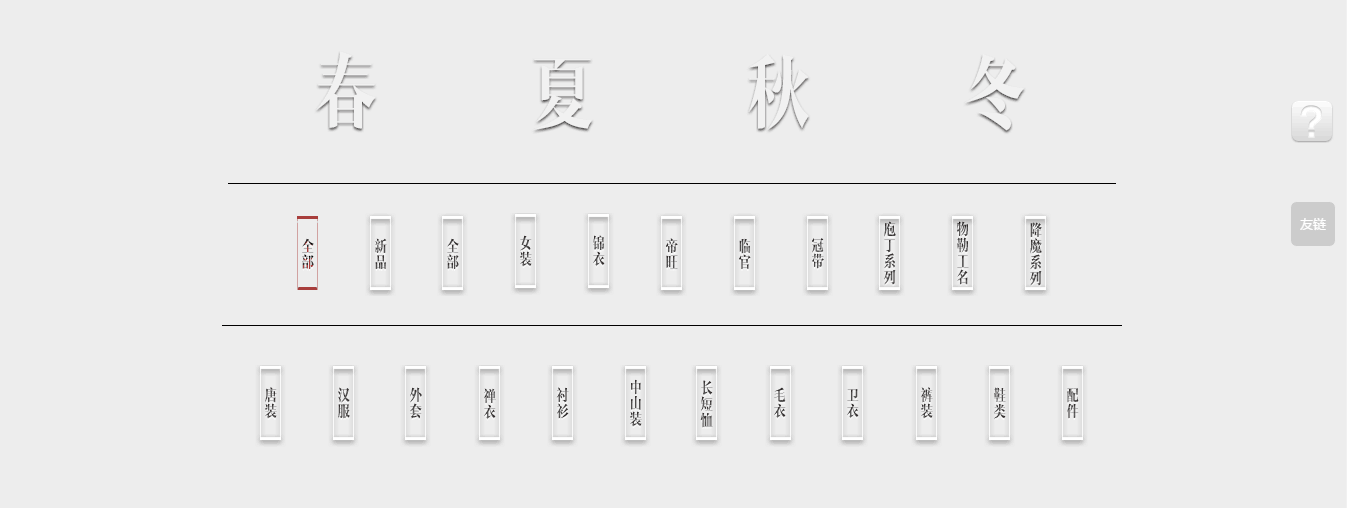 春 夏 秋 冬
?
友链
全部 新品 全部 女装 锦衣 帝旺 临官 冠带 庖丁系列 物勒工名 降魔系列
唐装 汉服 外套 禅衣 衬衫 中山装 长短恤 毛衣 卫衣 裤装 鞋类 配件